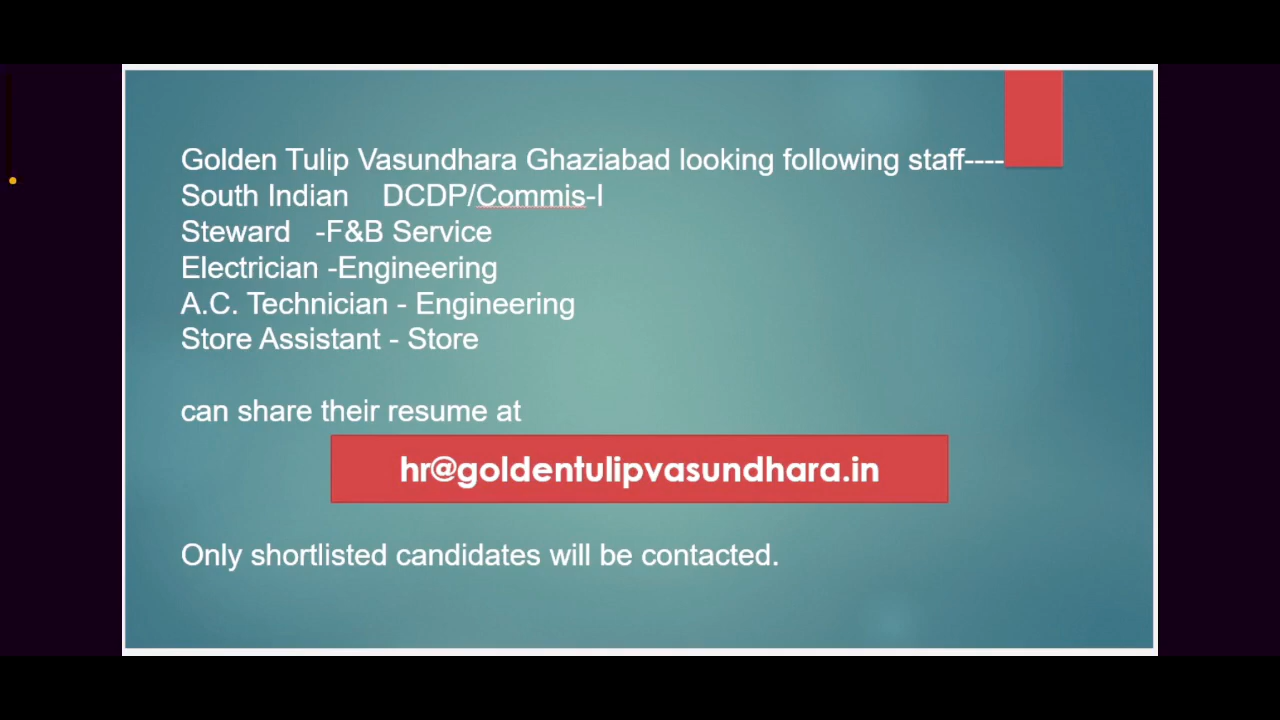 Golden Tulip Vasundhara Ghaziabad looking following staff----
South Indian DCDP/Commis-I
Steward -F&B Service
Electrician -Engineering
A.C. Technician - Engineering
Store Assistant - Store
can share their resume at
hr@goldentulipvasundhara.in
Only shortlisted candidates will be contacted.